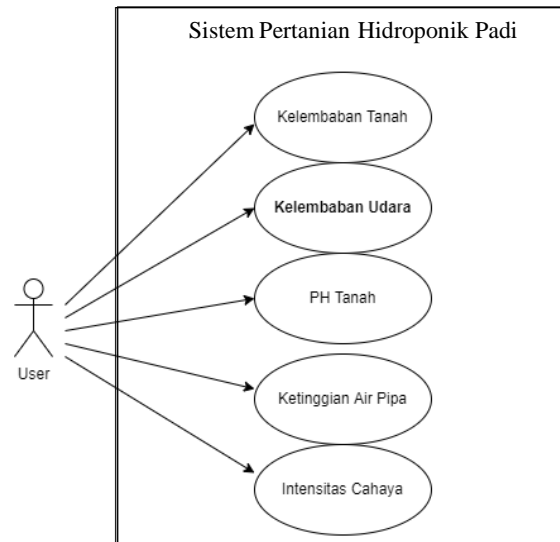 Sistem Pertanian Hidroponik Padi
Kelembaban Tanah
Kelembaban Udara
PH Tanah
User
Ketinggian Air Pipa
Intensitas Cahaya